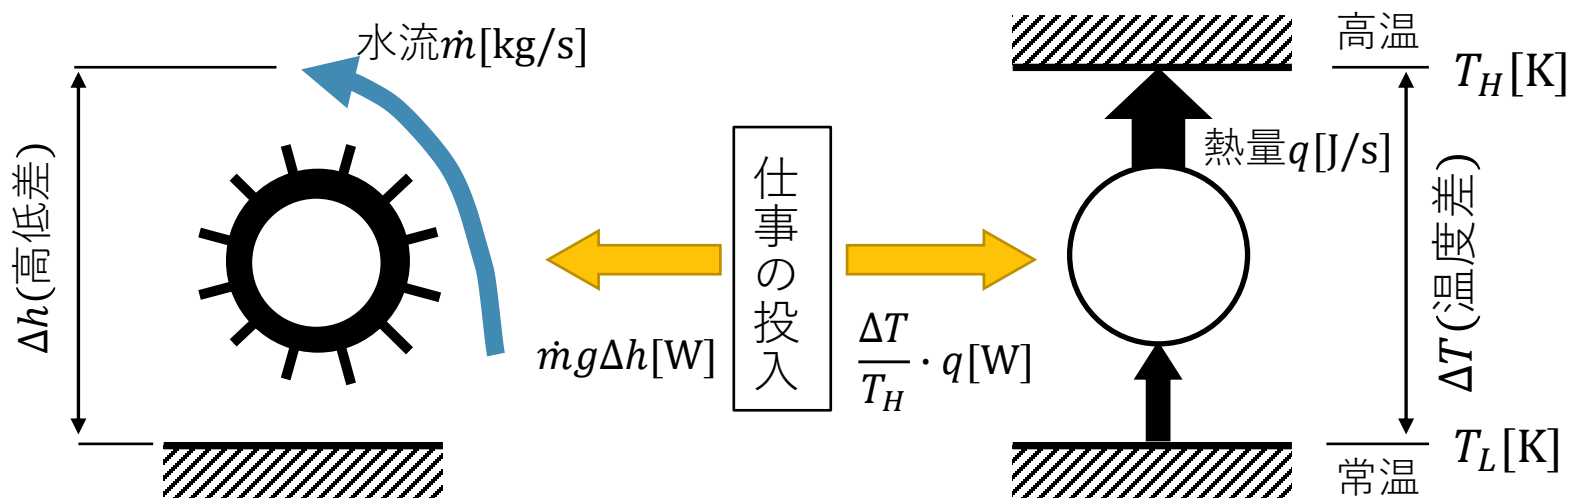 水流ṁ[kg/s]
Δh(高低差)
ṁgΔh[W]
仕事の投入
ΔT
T_H
· q[W]
熱量q[J/s]
高温
T_H[K]
ΔT(温度差)
T_L[K]
常温